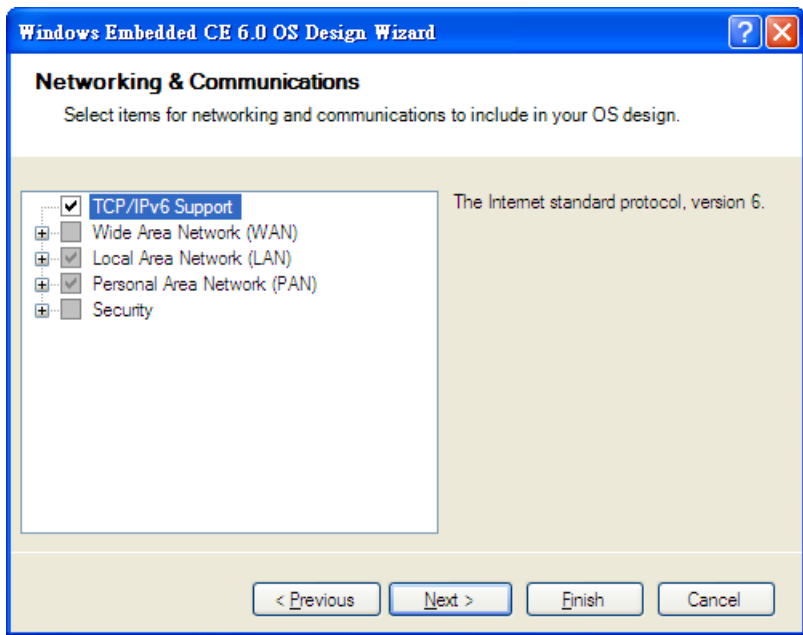 Windows Embedded CE 6.0 OS Design Wizard
Networking & Communications
Select items for networking and communications to include in your OS design.
TCP/IPv6 Support
Wide Area Network (WAN)
Local Area Network (LAN)
Personal Area Network (PAN)
Security
The Internet standard protocol, version 6.
< Previous
Next >
Finish
Cancel